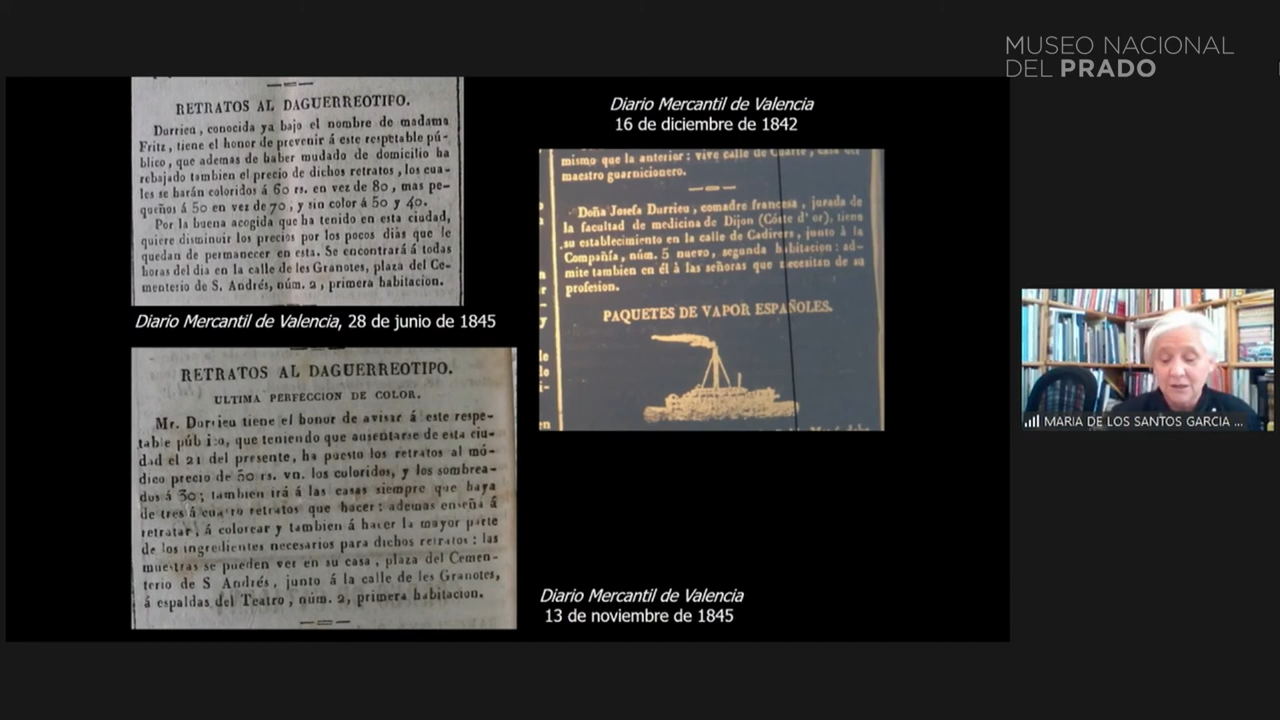 MUSEO NACIONAL
DEL PRADO
RETRATOS AL DAGUERREOTIPO.
Durrieu, conocida ya bajo el nombre de madama
Fritz, tiene el honor de prevenir á este respetable pú-
blico, que ademas de haber mudado de domicilio ha
rebajado tambien el precio de dichos retratos, los cua-
les se harán coloridos á 60 rs. en vez de 80, mas pe-
queños á 50 en vez de 70, y sin color á 50 y 40.
Por la buena acogida que ha tenido en esta ciudad,
quiere disminuir los precios por los pocos dias que le
quedan de permanecer en esta. Se encontrará á todas
horas del dia en la calle de les Granotes, plaza del Ce-
menterio de S. Andrés, núm. 2, primera habitacion.
Diario Mercantil de Valencia, 28 de junio de 1845
RETRATOS AL DAGUERREOTIPO.
ULTIMA PERFECCION DE COLOR.
Mr. Durrieu tiene el honor de avisar á este respe-
table público, que teniendo que ausentarse de esta ciu-
dad el 21 del presente, ha puesto los retratos al mó-
dico precio de 50 rs. vn. los coloridos, y los sombrea-
dos á 30; tambien irá á las casas siempre que haya
de tres á cuatro retratos que hacer: ademas enseña á
retratar, á colorear y tambien á hacer la mayor parte
de los ingredientes necesarios para dichos retratos: las
muestras se pueden ver en su casa, plaza del Cemen-
terio de S Andrés, junto á la calle de les Granotes,
á espaldas del Teatro, núm. 2, primera habitacion.
Diario Mercantil de Valencia
16 de diciembre de 1842
mismo que la anterior: vive calle de Cuarte, casa del
maestro guarnicionero.
Doña Josefa Durrieu, comadre francesa, jurada de
la facultad de medicina de Dijon (Côste d' or), tiene
su establecimiento en la calle de Cadirers, junto á la
Compañía, núm. 5 nuevo, segunda habitacion: ad-
mite tambien en él à las señoras que necesiten de su
profesion.
PAQUETES DE VAPOR ESPAÑOLES.
Diario Mercantil de Valencia
13 de noviembre de 1845
MARIA DE LOS SANTOS GARCIA ...